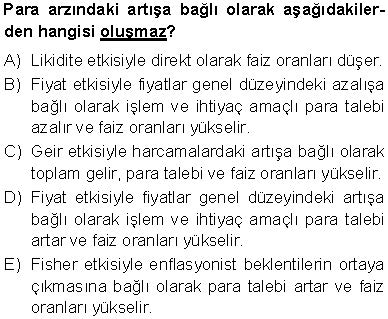 Para arzındaki artışa bağlı olarak aşağıdakiler-
den hangisi oluşmaz?
A) Likidite etkisiyle direkt olarak faiz oranları düşer.
B) Fiyat etkisiyle fiyatlar genel düzeyindeki azalışa
bağlı olarak işlem ve ihtiyaç amaçlı para talebi
azalır ve faiz oranları yükselir.
C) Geir etkisiyle harcamalardaki artışa bağlı olarak
toplam gelir, para talebi ve faiz oranları yükselir.
D) Fiyat etkisiyle fiyatlar genel düzeyindeki artışa
bağlı olarak işlem ve ihtiyaç amaçlı para talebi
artar ve faiz oranları yükselir.
E) Fisher etkisiyle enflasyonist beklentilerin ortaya
çıkmasına bağlı olarak para talebi artar ve faiz
oranları yükselir.